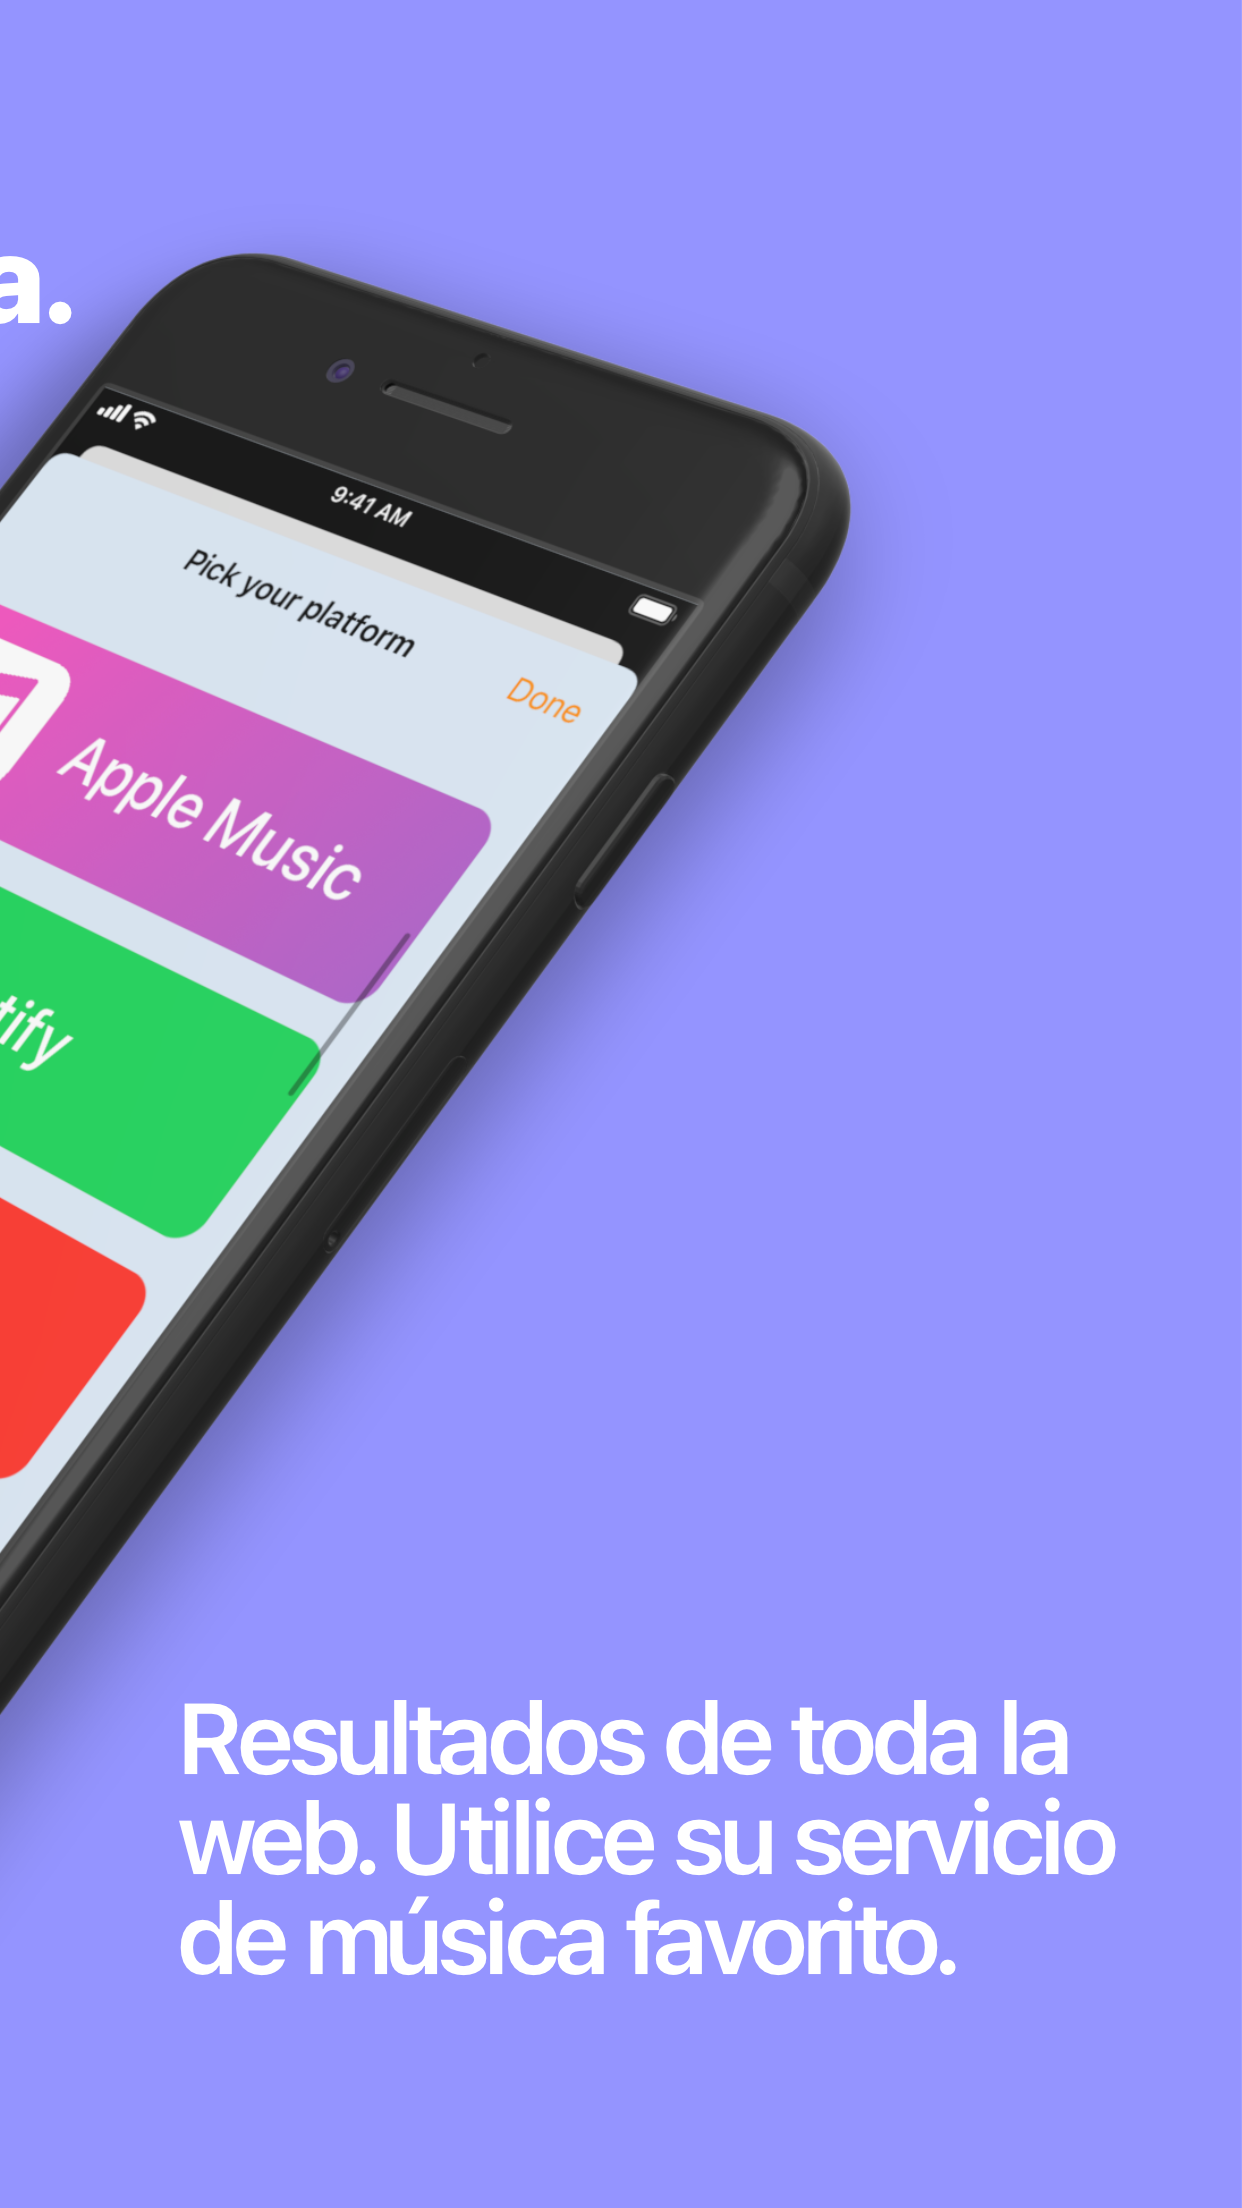 a.
9:41 AM
Pick your platform
Done
Apple Music
tify
Resultados de toda la
web. Utilice su servicio
de música favorito.